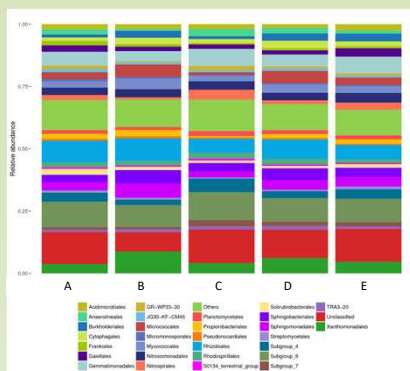 1.00
0.75
0.50
0.25
0.00
Relative abundance
A B C D E
Acidimicrobiales
Anaerolineales
Burkholderiales
Cytophagales
Frankiales
Gaiellales
Gemmatimonadales
GR-WP33-30
JG30-KF-CM45
Micrococcales
Micromonosporales
Myxococcales
Nitrosomonadales
Nitrospirales
Others
Planctomycetales
Propionibacteriales
Pseudonocardiales
Rhizobiales
Rhodospirillales
S0134_terrestrial_group
Solirubrobacterales
Sphingobacteriales
Sphingomonadales
Streptomycetales
Subgroup_4
Subgroup_6
Subgroup_7
TRA3-20
Unclassified
Xanthomonadales